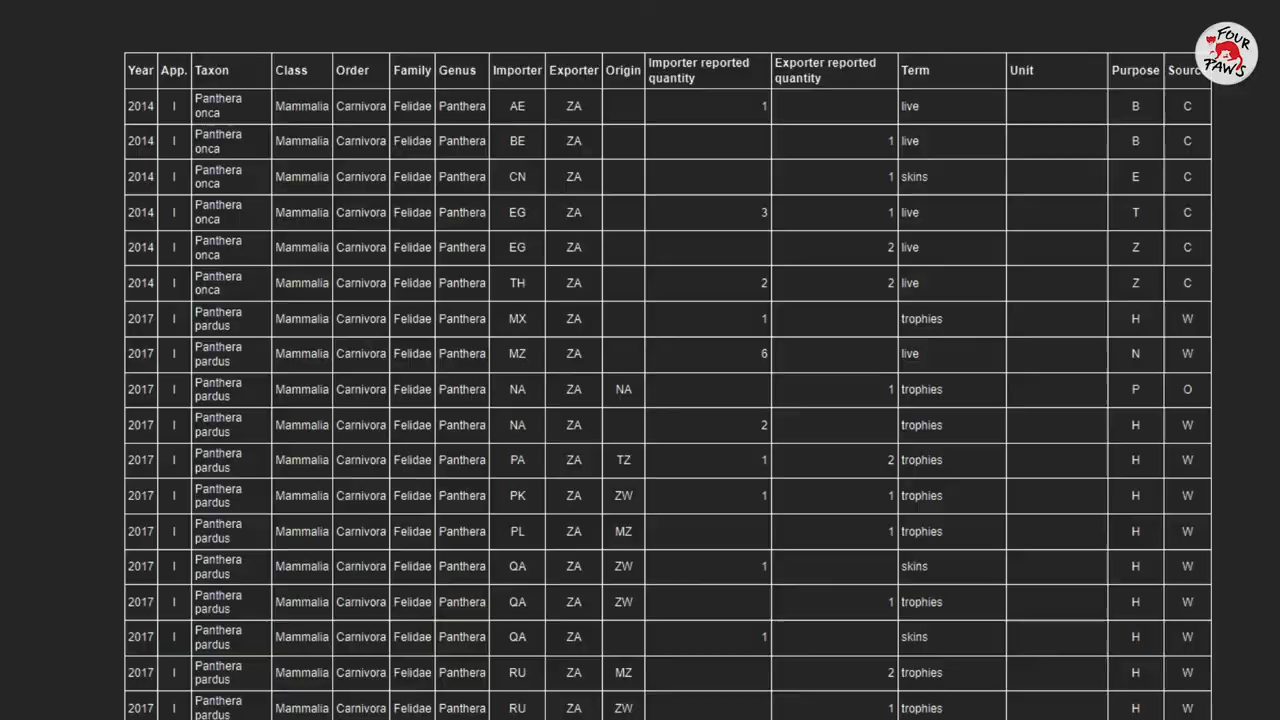 FOUR
PAWS
Year App. Taxon Class Order Family Genus Importer Exporter Origin Importer reported quantity Exporter reported quantity Term Unit Purpose Sourc
2014 I Panthera onca Mammalia Carnivora Felidae Panthera AE ZA 1 live B C
2014 I Panthera onca Mammalia Carnivora Felidae Panthera BE ZA 1 live B C
2014 I Panthera onca Mammalia Carnivora Felidae Panthera CN ZA 1 skins E C
2014 I Panthera onca Mammalia Carnivora Felidae Panthera EG ZA 3 1 live T C
2014 I Panthera onca Mammalia Carnivora Felidae Panthera EG ZA 2 live Z C
2014 I Panthera onca Mammalia Carnivora Felidae Panthera TH ZA 2 2 live Z C
2017 I Panthera pardus Mammalia Carnivora Felidae Panthera MX ZA 1 trophies H W
2017 I Panthera pardus Mammalia Carnivora Felidae Panthera MZ ZA 6 live N W
2017 I Panthera pardus Mammalia Carnivora Felidae Panthera NA ZA NA 1 trophies P O
2017 I Panthera pardus Mammalia Carnivora Felidae Panthera NA ZA 2 trophies H W
2017 I Panthera pardus Mammalia Carnivora Felidae Panthera PA ZA TZ 1 2 trophies H W
2017 I Panthera pardus Mammalia Carnivora Felidae Panthera PK ZA ZW 1 1 trophies H W
2017 I Panthera pardus Mammalia Carnivora Felidae Panthera PL ZA MZ 1 trophies H W
2017 I Panthera pardus Mammalia Carnivora Felidae Panthera QA ZA ZW 1 skins H W
2017 I Panthera pardus Mammalia Carnivora Felidae Panthera QA ZA ZW 1 trophies H W
2017 I Panthera pardus Mammalia Carnivora Felidae Panthera QA ZA 1 skins H W
2017 I Panthera pardus Mammalia Carnivora Felidae Panthera RU ZA MZ 2 trophies H W
2017 I Panthera pardus Mammalia Carnivora Felidae Panthera RU ZA ZW 1 trophies H W